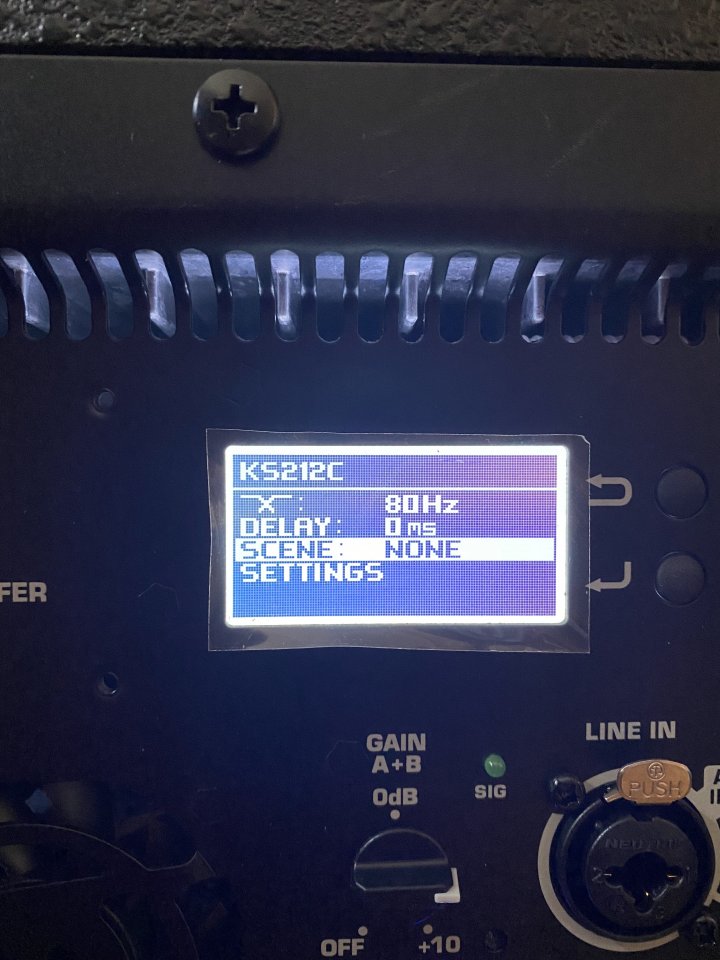 KS212C
X : 80Hz
DELAY: 0ms
SCENE: NONE
SETTINGS
FER
LINE IN
GAIN
A+B
0dB
SIG
PUSH
OFF
+10